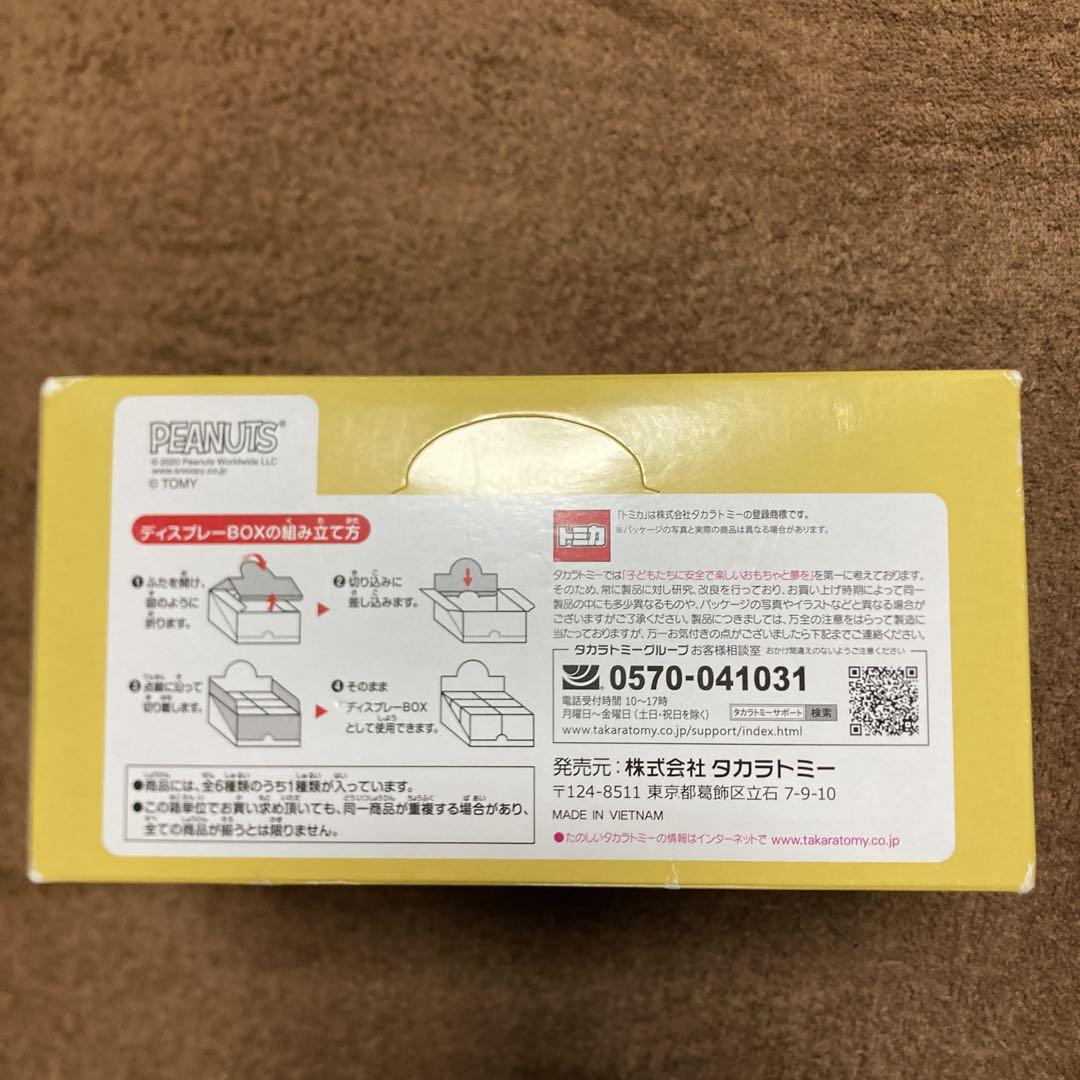 PEANUTS®
© 2020 Peanuts Worldwide LLC
www.snoopy.co.jp
© TOMY
ディスプレーBOXの組み立て方
❶ ふたを開け、
図のように
折ります。
❷ 切り込みに
差し込みます。
❸ 点線に沿って
切り離します。
❹ そのまま
ディスプレーBOX
として使用できます。
●商品には、全6種類のうち1種類が入っています。
●この箱単位でお買い求め頂いても、同一商品が重複する場合があり、
全ての商品が揃うとは限りません。
トミカ
「トミカ」は株式会社タカラトミーの登録商標です。
※パッケージの写真と実際の商品は異なる場合があります。
タカラトミーでは「子どもたちに安全で楽しいおもちゃと夢を」を第一に考えております。
そのため、常に製品に対し研究、改良を行っており、お買い上げ時期によって同一
製品の中にも多少異なるものや、パッケージの写真やイラストなどと異なる場合が
ございますがご了承ください。製品につきましては、万全の注意をはらって製造に
当たっておりますが、万一お気付きの点がございましたら下記までご連絡ください。
タカラトミーグループ お客様相談室 おかけ間違えのないようご注意ください
0570-041031
電話受付時間 10〜17時
月曜日〜金曜日 (土日・祝日を除く)
タカラトミーサポート 検索
www.takaratomy.co.jp/support/index.html
発売元：株式会社 タカラトミー
〒124-8511 東京都葛飾区立石 7-9-10
MADE IN VIETNAM
●たのしいタカラトミーの情報はインターネットで www.takaratomy.co.jp